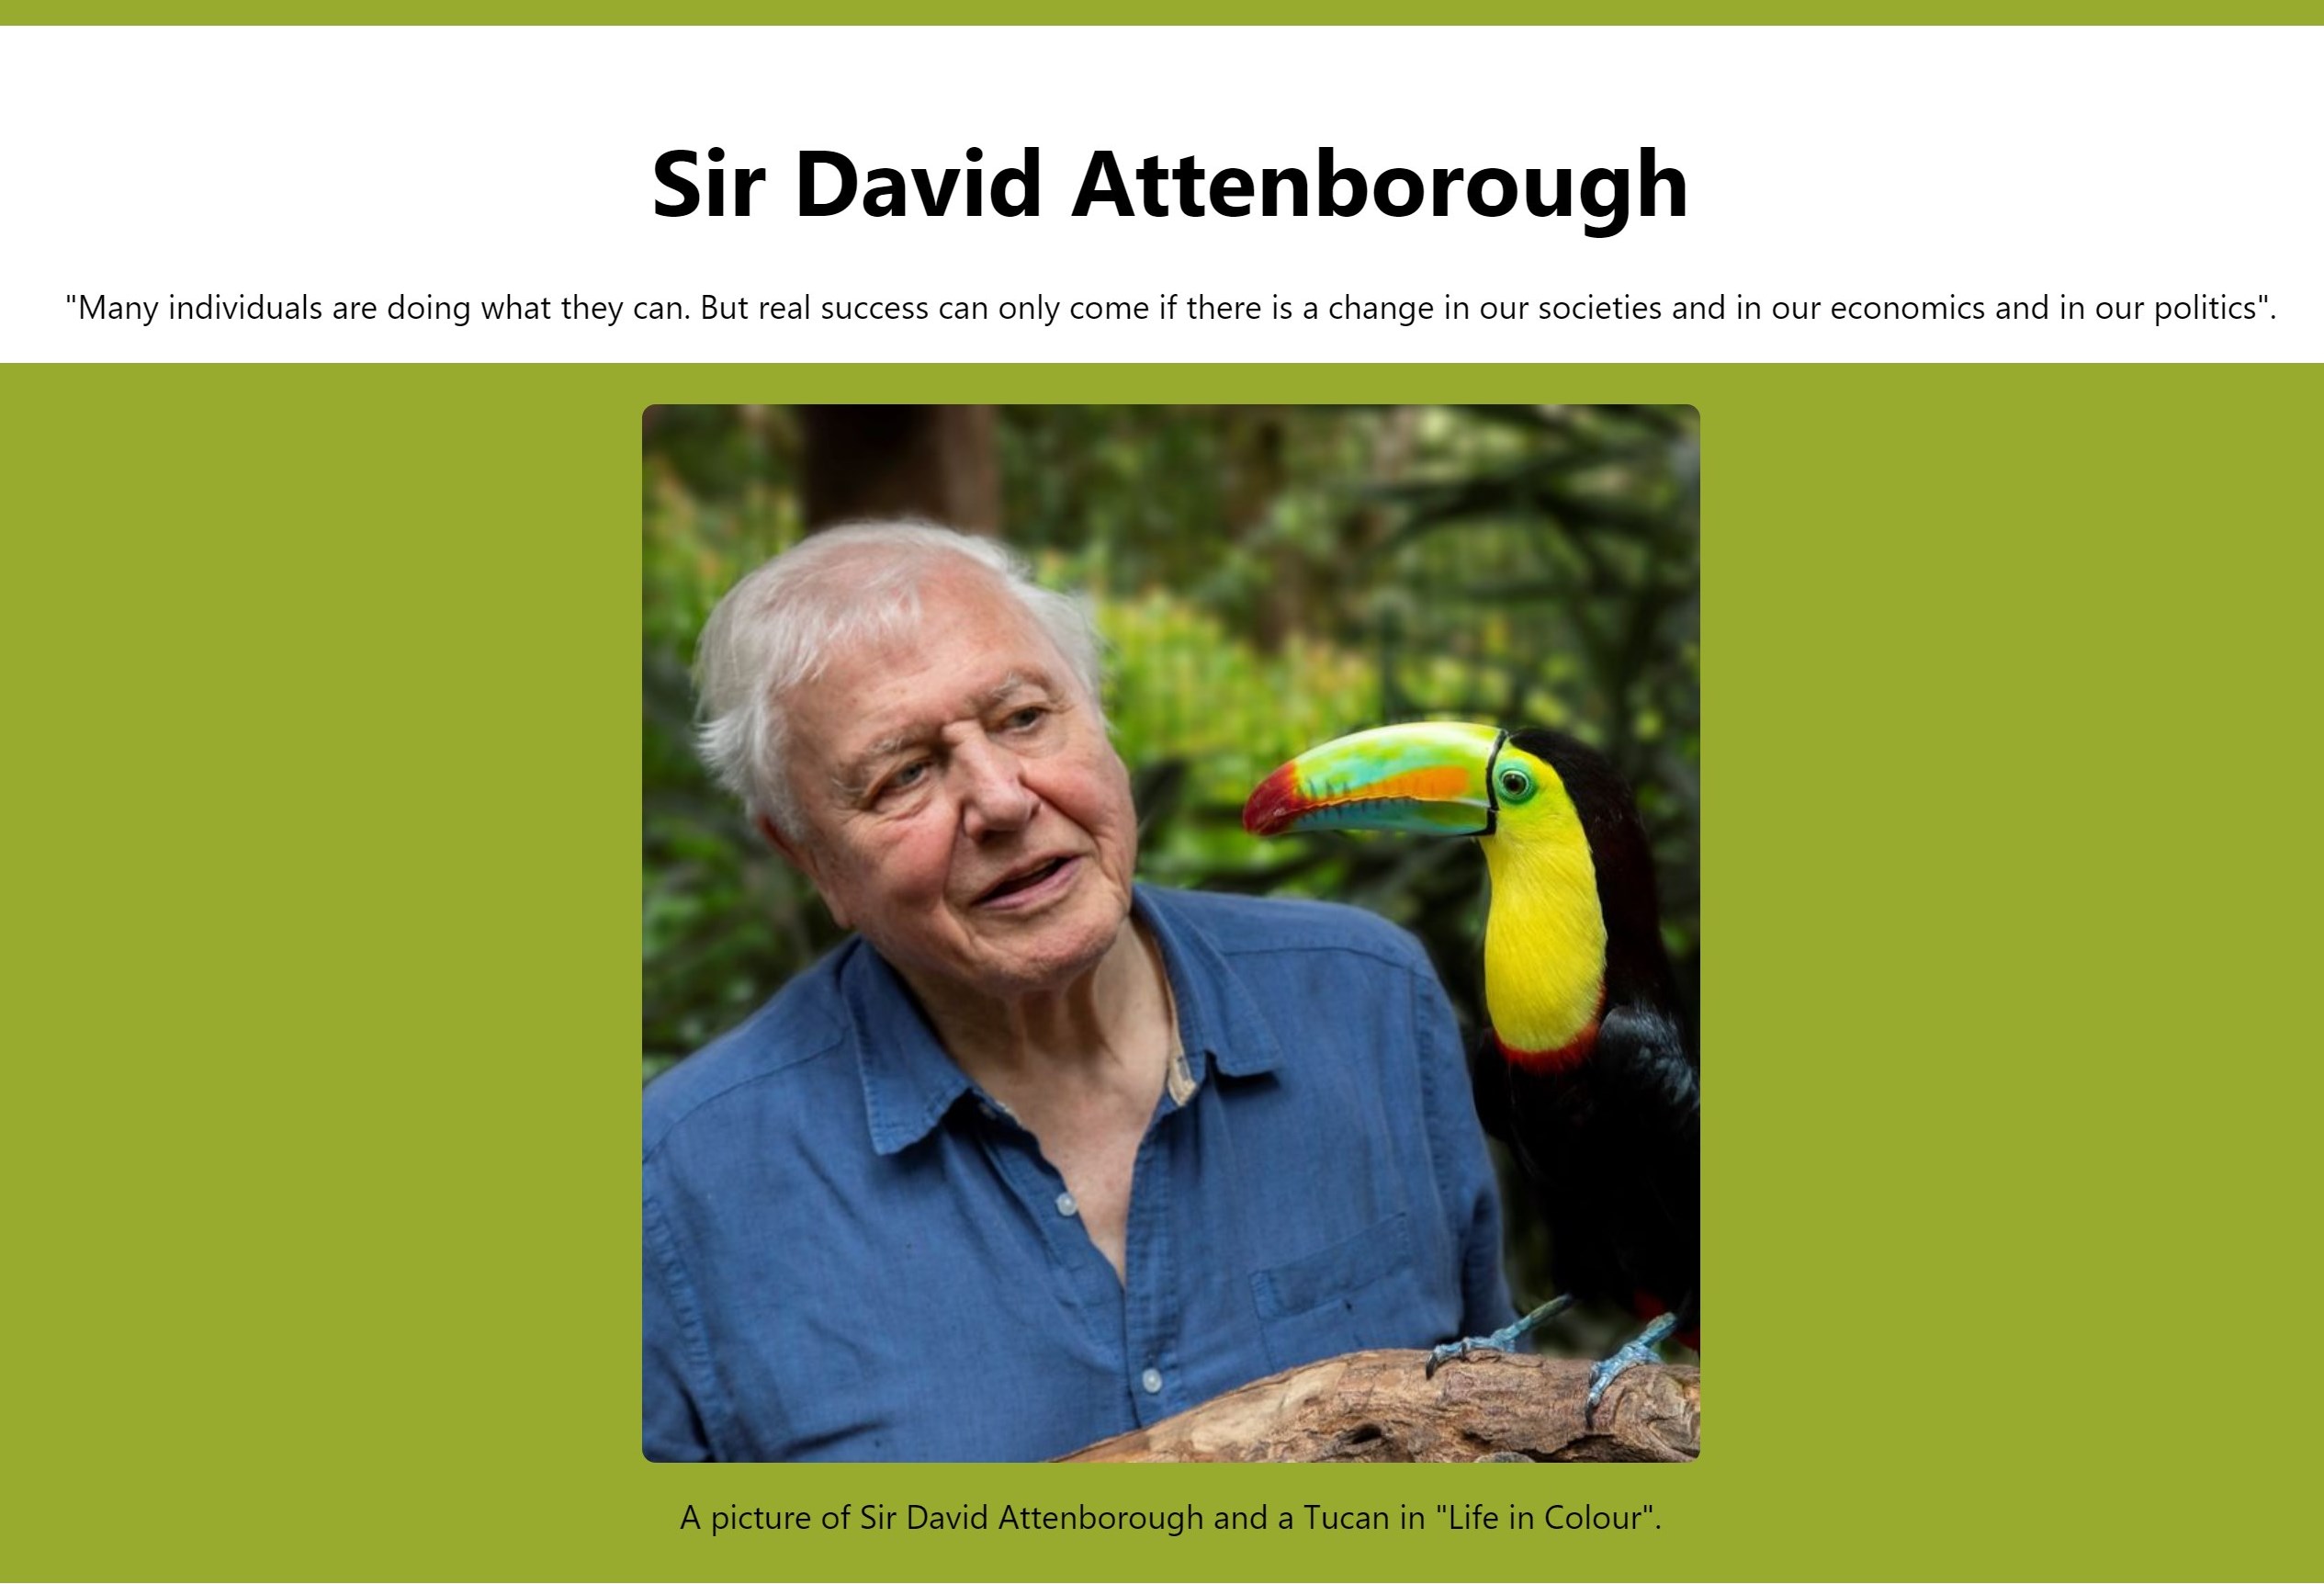 Sir David Attenborough
"Many individuals are doing what they can. But real success can only come if there is a change in our societies and in our economics and in our politics".
A picture of Sir David Attenborough and a Tucan in "Life in Colour".